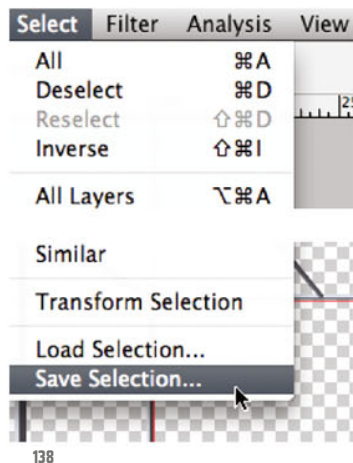 Select Filter Analysis View
All ⌘A
Deselect ⌘D
Reselect ⇧⌘D
Inverse ⇧⌘I
All Layers ⌥⌘A
Similar
Transform Selection
Load Selection...
Save Selection...
138